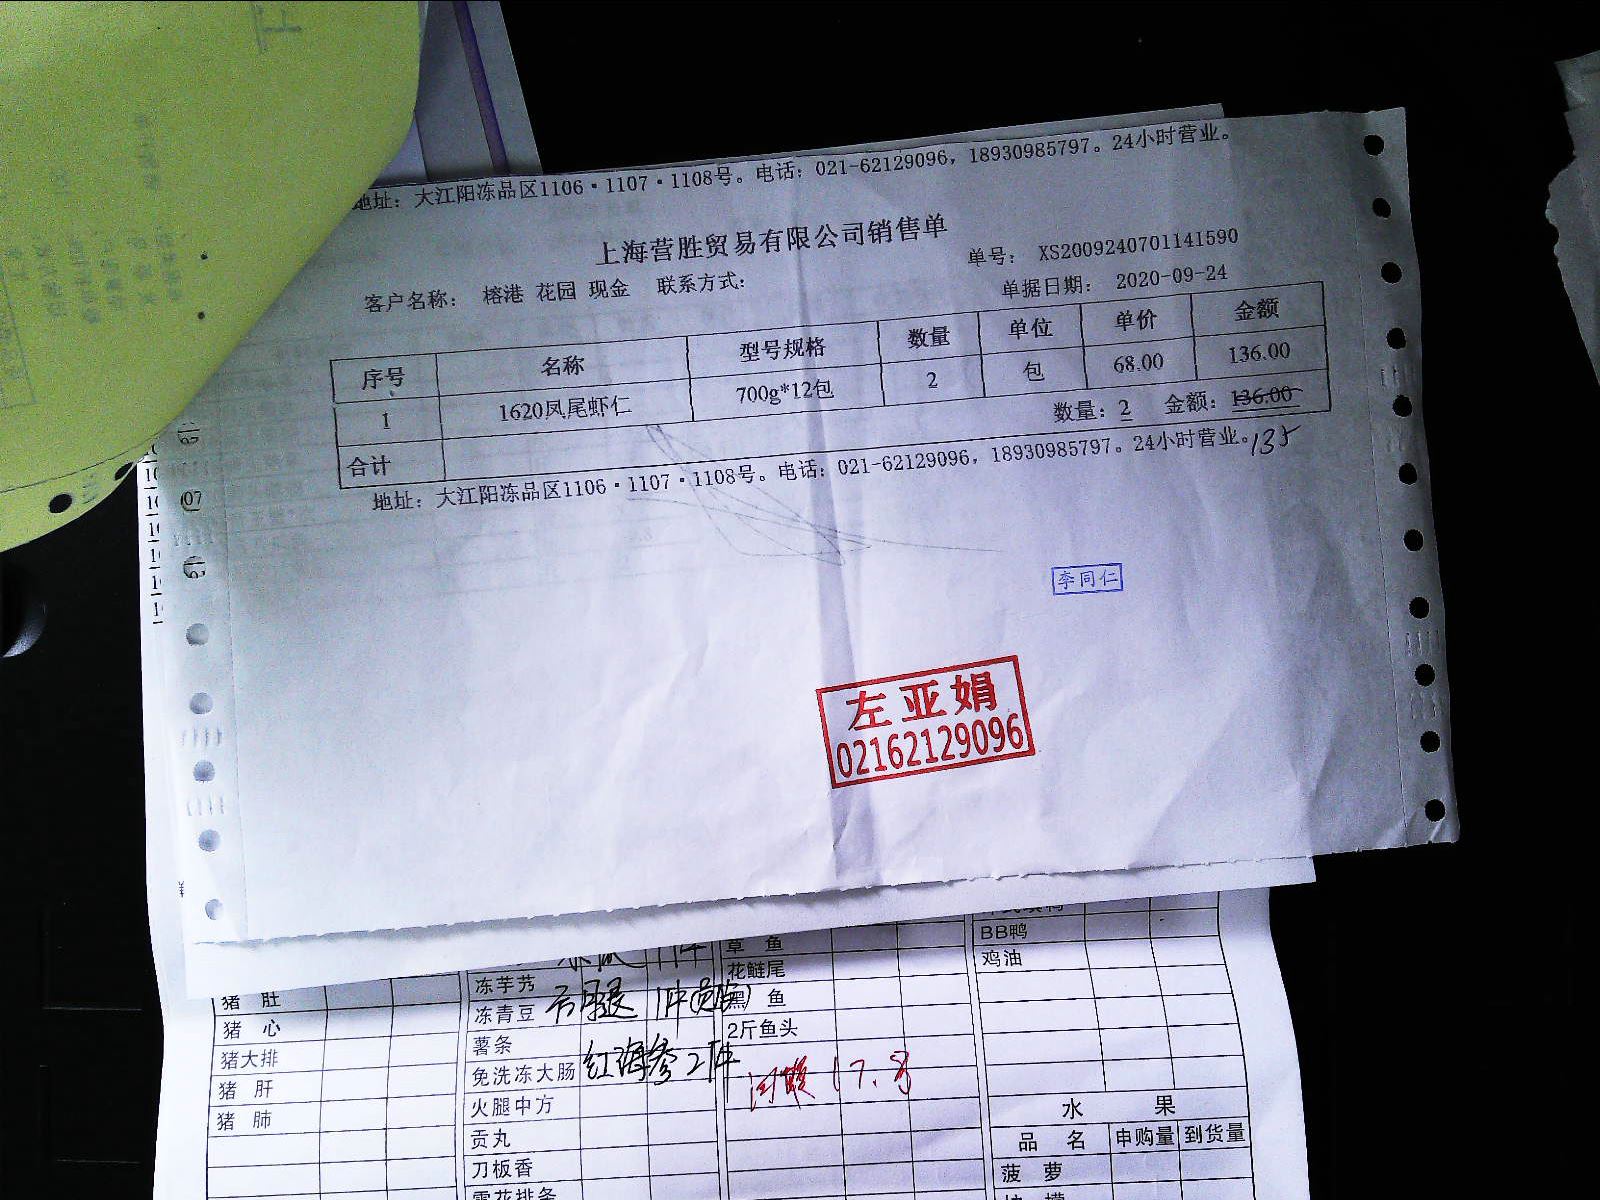 地址：大江阳冻品区1106·1107·1108号。电话：021-62129096，18930985797。24小时营业。
上海营胜贸易有限公司销售单
单号： XS2009240701141590
客户名称： 榕港 花园 现金 联系方式：
单据日期： 2020-09-24
序号 名称 型号规格 数量 单位 单价 金额
1 1620凤尾虾仁 700g*12包 2 包 68.00 136.00
合计 数量：2 金额：136.00
135
地址：大江阳冻品区1106·1107·1108号。电话：021-62129096，18930985797。24小时营业。
李同仁
左亚娟
02162129096
草 鱼
BB鸭
冻芋艿
花鲢尾
鸡油
猪 肚
冻青豆
黑 鱼
猪 心
薯条
2斤鱼头
猪大排
免洗冻大肠 红海参 2件
猪 肝
火腿中方
水 果
猪 肺
贡丸
品 名 申购量 到货量
刀板香
菠 萝
雪花排条